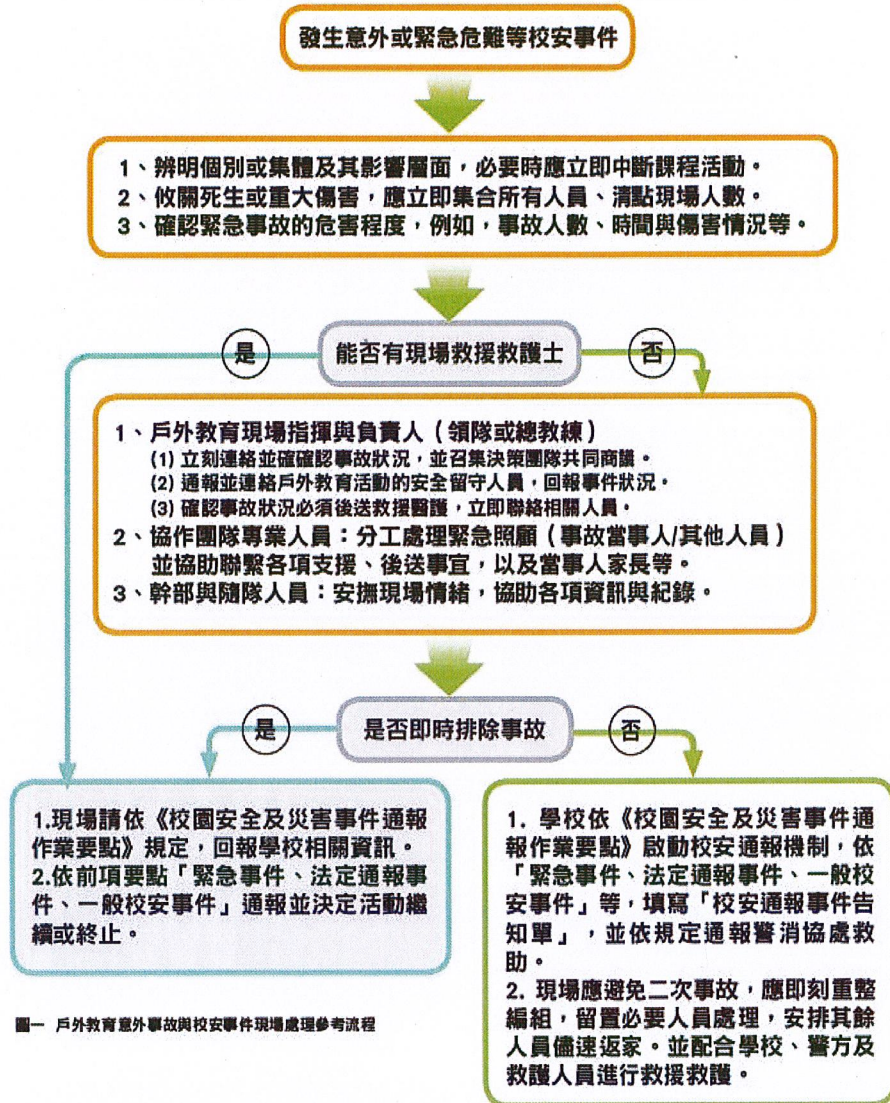 發生意外或緊急危難等校安事件
1、辨明個別或集體及其影響層面，必要時應立即中斷課程活動。
2、攸關死生或重大傷害，應立即集合所有人員、清點現場人數。
3、確認緊急事故的危害程度，例如，事故人數、時間與傷害情況等。
是
能否有現場救援救護士
否
1、戶外教育現場指揮與負責人（領隊或總教練）
(1) 立刻連絡並確確認事故狀況，並召集決策團隊共同商議。
(2) 通報並連絡戶外教育活動的安全留守人員，回報事件狀況。
(3) 確認事故狀況必須後送救援醫護，立即聯絡相關人員。
2、協作團隊專業人員：分工處理緊急照顧（事故當事人/其他人員）
並協助聯繫各項支援、後送事宜，以及當事人家長等。
3、幹部與隨隊人員：安撫現場情緒，協助各項資訊與紀錄。
是
是否即時排除事故
否
1.現場請依《校園安全及災害事件通報
作業要點》規定，回報學校相關資訊。
2.依前項要點「緊急事件、法定通報事
件、一般校安事件」通報並決定活動繼
續或終止。
1. 學校依《校園安全及災害事件通
報作業要點》啟動校安通報機制，依
「緊急事件、法定通報事件、一般校
安事件」等，填寫「校安通報事件告
知單」，並依規定通報警消協處救
助。
2. 現場應避免二次事故，應即刻重整
編組，留置必要人員處理，安排其餘
人員儘速返家。並配合學校、警方及
救護人員進行救援救護。
圖一 戶外教育意外事故與校安事件現場處理參考流程